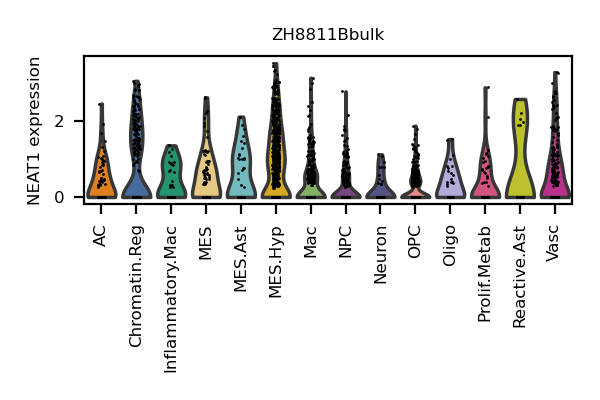 ZH8811Bbulk
NEAT1 expression
2
0
AC
Chromatin.Reg
Inflammatory.Mac
MES
MES.Ast
MES.Hyp
Mac
NPC
Neuron
OPC
Oligo
Prolif.Metab
Reactive.Ast
Vasc